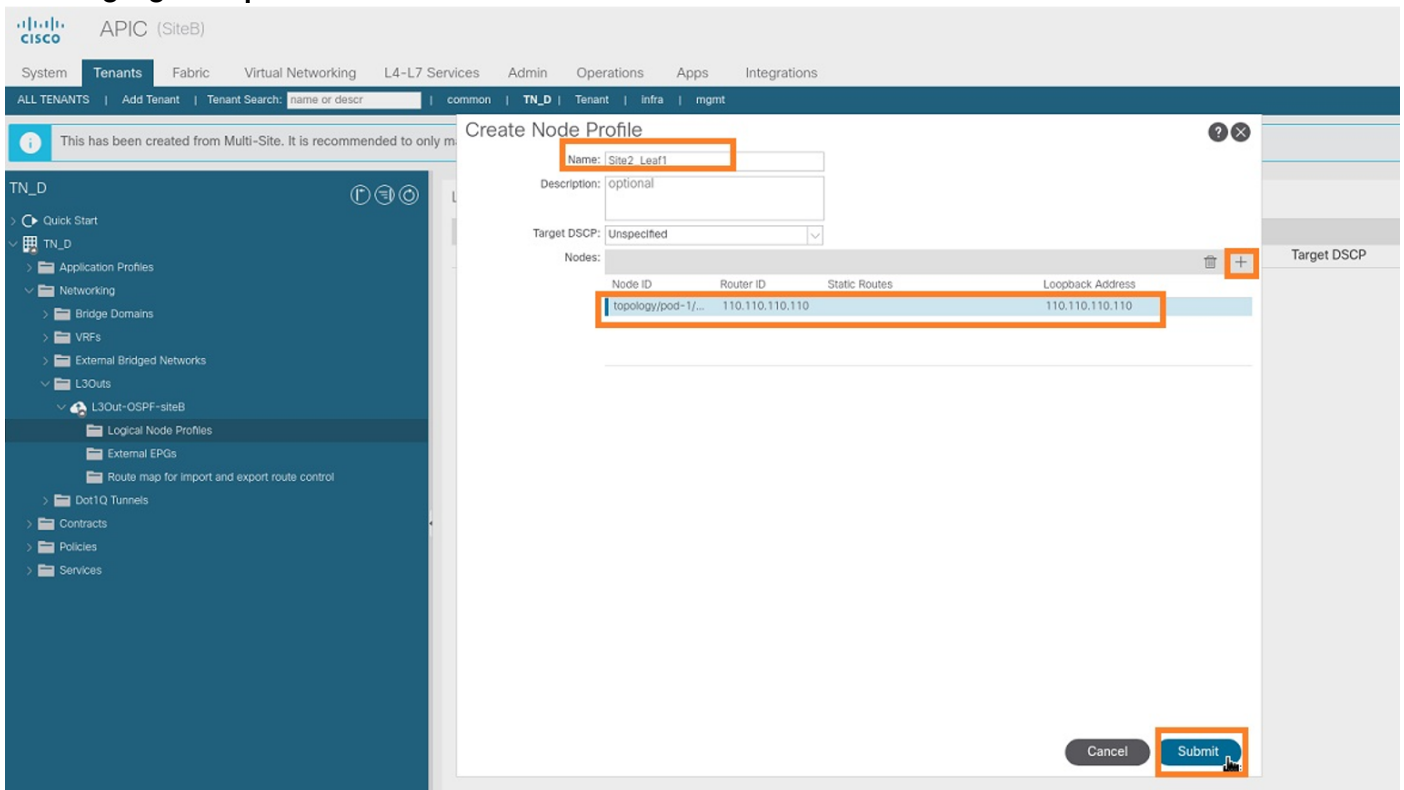 CISCO APIC (SiteB)
System Tenants Fabric Virtual Networking L4-L7 Services Admin Operations Apps Integrations
ALL TENANTS | Add Tenant | Tenant Search: name or descr | common | TN_D | Tenant | infra | mgmt
This has been created from Multi-Site. It is recommended to only m
Create Node Profile
Name: Site2_Leaf1
Description: optional
Target DSCP: Unspecified
Nodes:
Node ID Router ID Static Routes Loopback Address
topology/pod-1/... 110.110.110.110 110.110.110.110
Cancel Submit
Target DSCP
TN_D
Quick Start
TN_D
Application Profiles
Networking
Bridge Domains
VRFs
External Bridged Networks
L3Outs
L3Out-OSPF-siteB
Logical Node Profiles
External EPGs
Route map for import and export route control
Dot1Q Tunnels
Contracts
Policies
Services